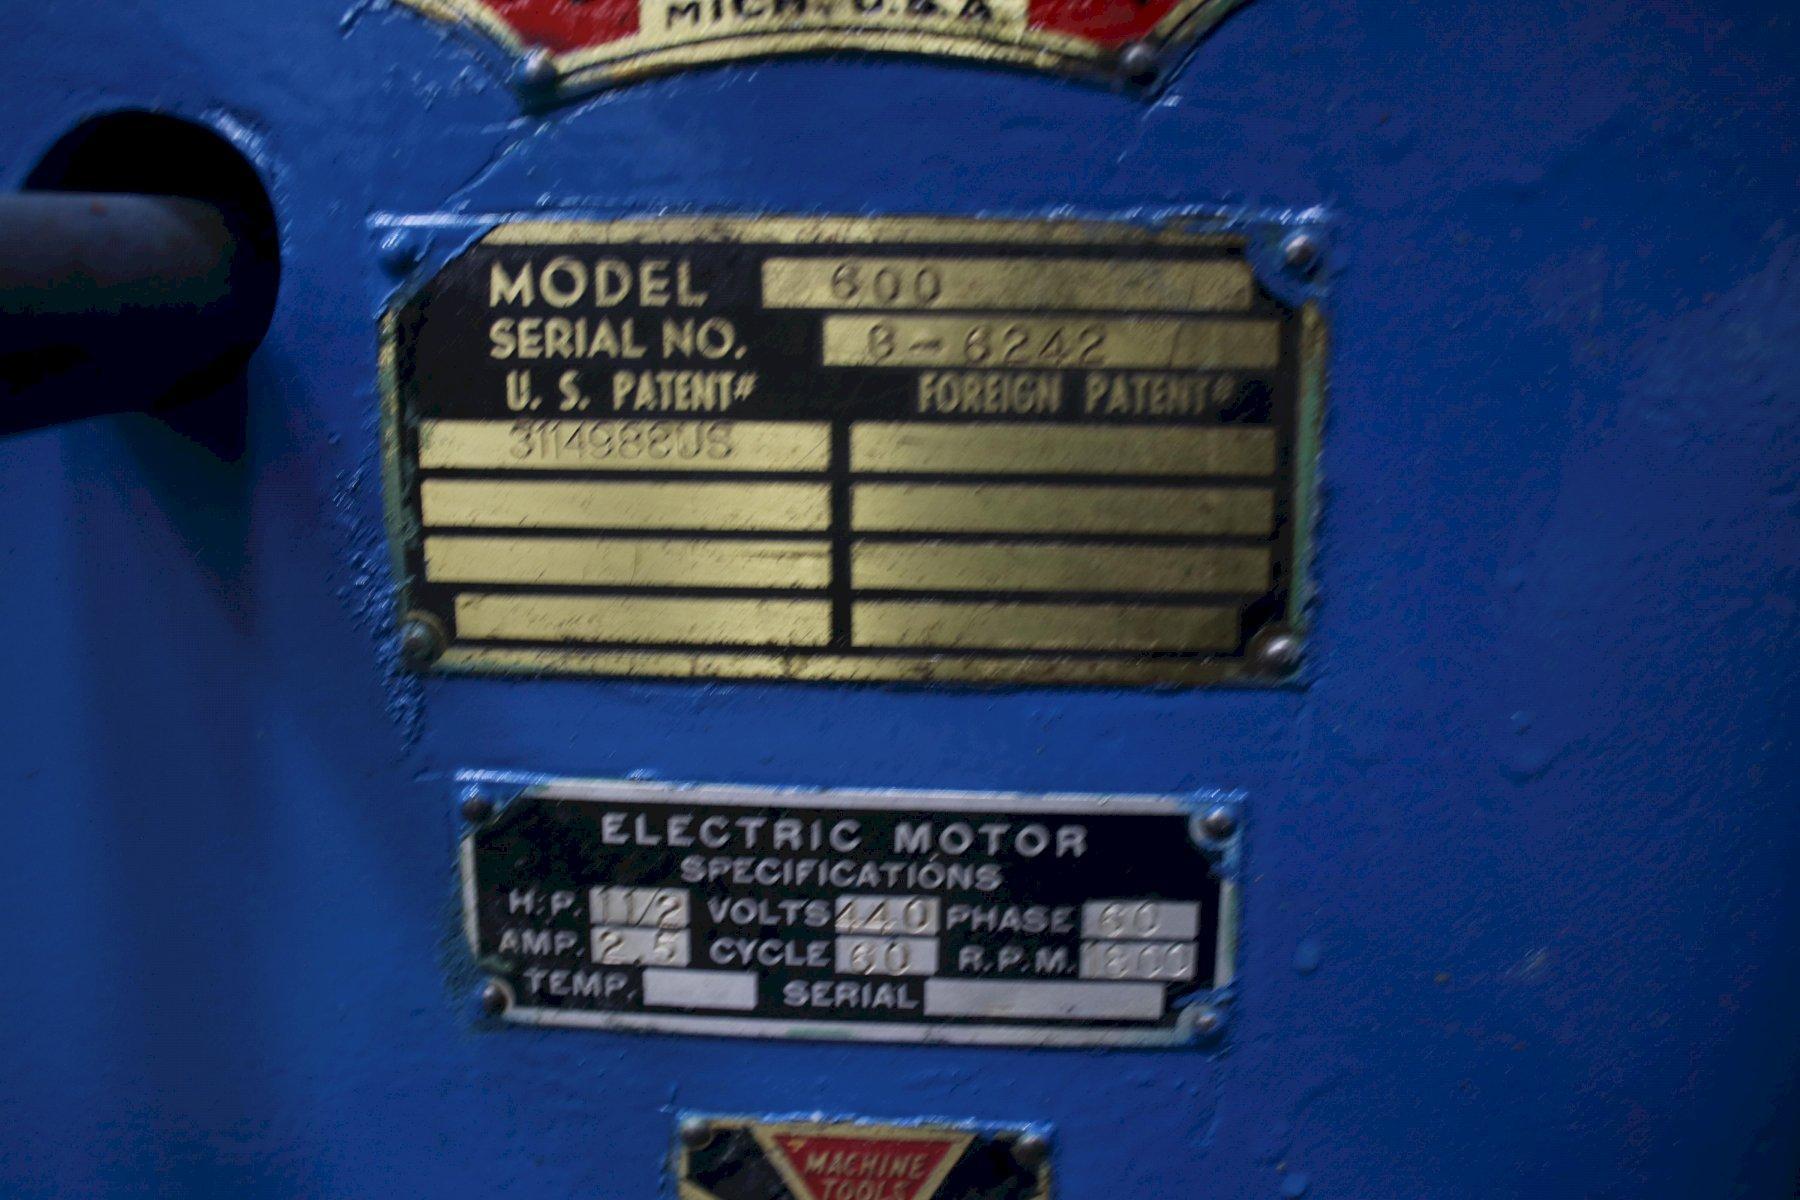 MICH. U.S.A
MODEL 600
SERIAL NO. B-6242
U. S. PATENT# FOREIGN PATENT#
3114988US
ELECTRIC MOTOR
SPECIFICATIONS
H.P. 11/2 VOLTS 440 PHASE 60
AMP. 2.5 CYCLE 60 R.P.M. 1800
TEMP. SERIAL
MACHINE
TOOLS